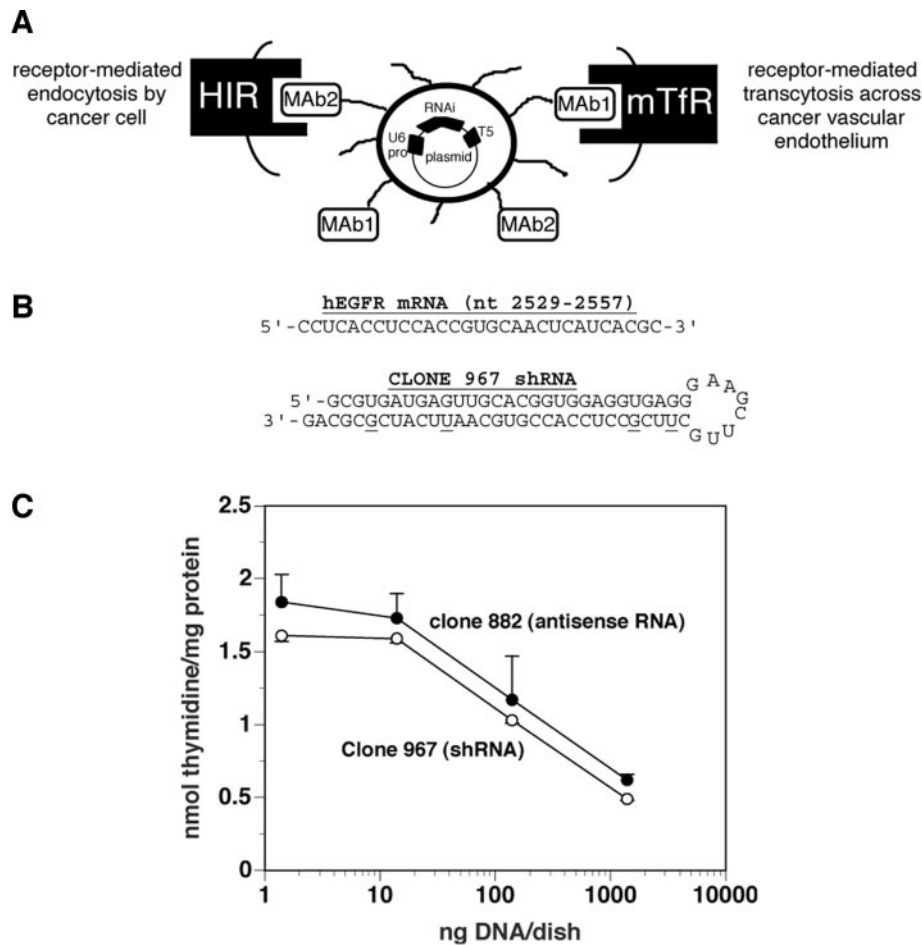 A
receptor-mediated
endocytosis by
cancer cell
HIR
MAb2
RNAi
U6
pro
T5
plasmid
MAb1
mTfR
receptor-mediated
transcytosis across
cancer vascular
endothelium
MAb1
MAb2
B
hEGFR mRNA (nt 2529-2557)
5'-CCUCACCUCCACCGUGCAACUCAUCACGC-3'
CLONE 967 shRNA
5'-GCGUGAUGAGUUGCACGGUGGAGGUGAGG
GAAGCUUG
3'-GACGCGCUACUUAACGUGCCACCUCCGCUUC
C
nmol thymidine/mg protein
2.5
2
1.5
1
0.5
0
clone 882 (antisense RNA)
Clone 967 (shRNA)
1 10 100 1000 10000
ng DNA/dish